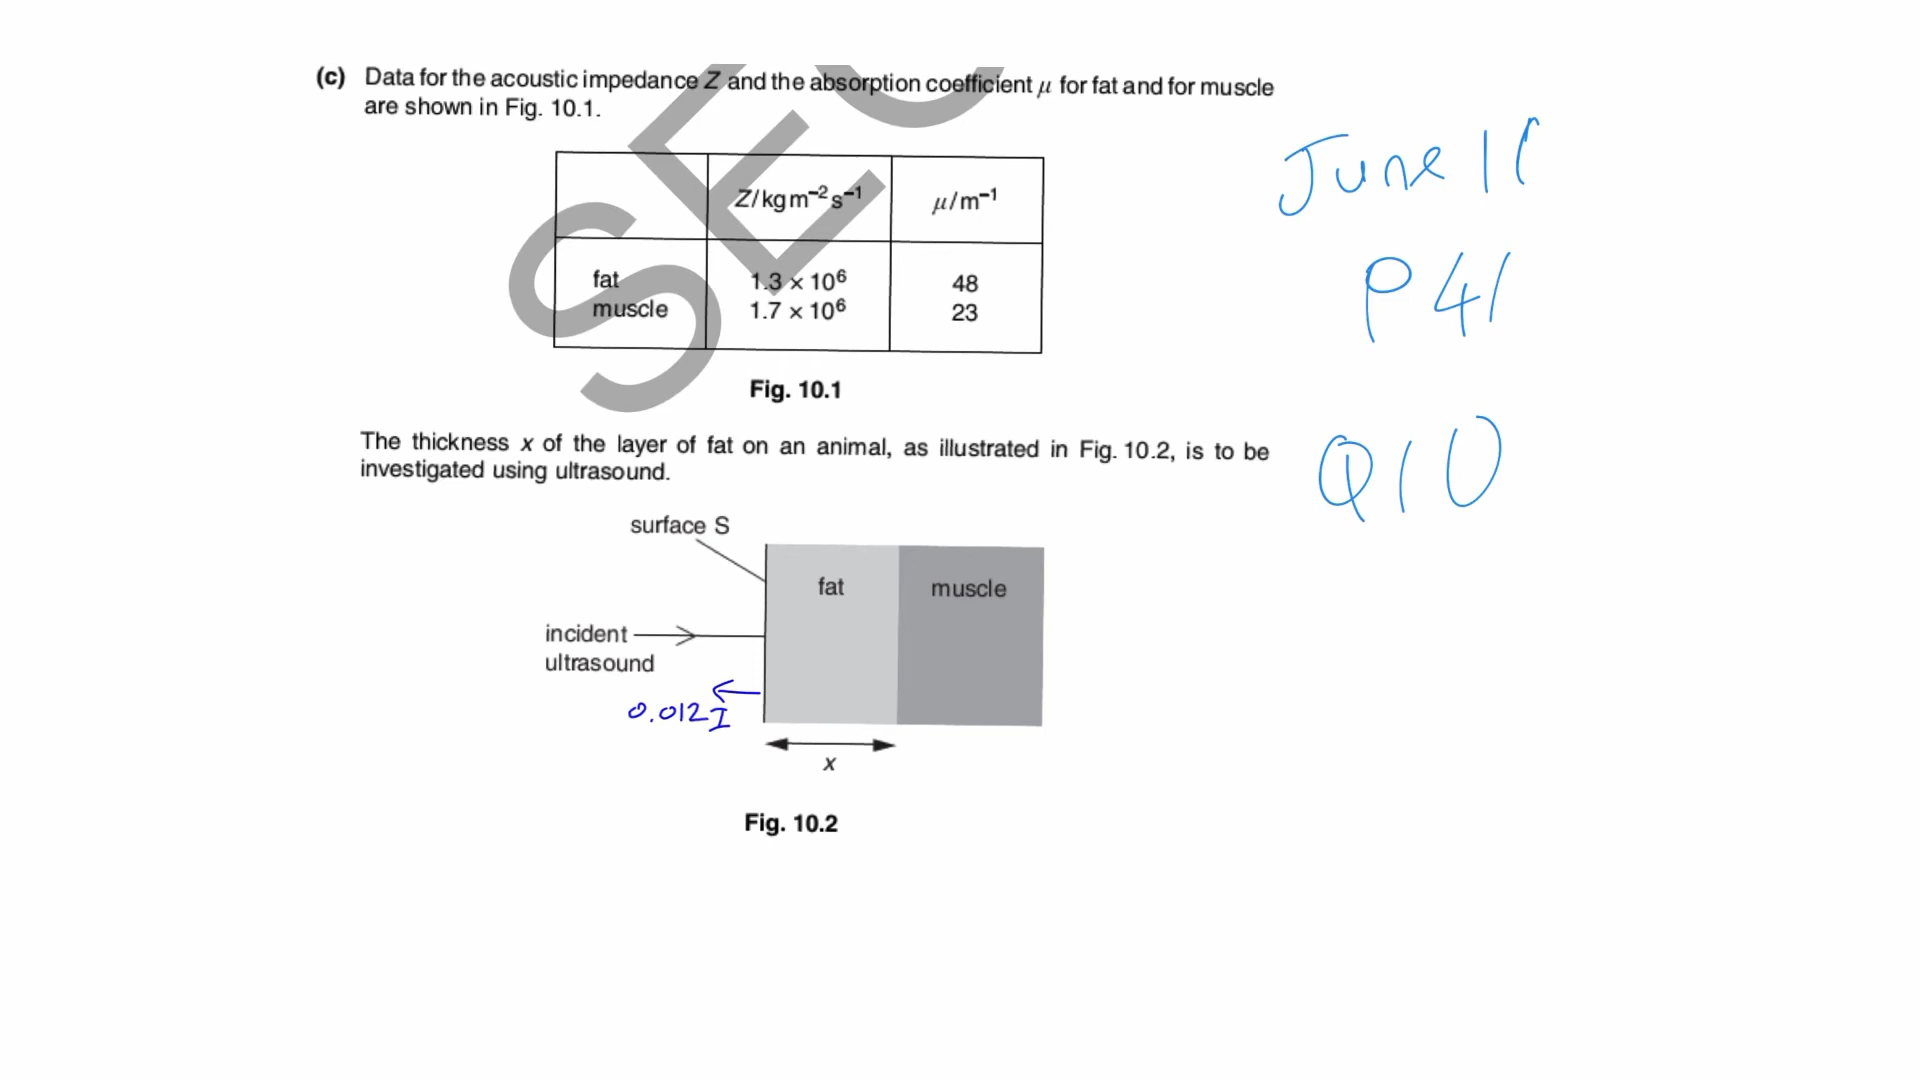 (c) Data for the acoustic impedance Z and the absorption coefficient μ for fat and for muscle
are shown in Fig. 10.1.
June 11
Z/kg m⁻² s⁻¹ μ/m⁻¹
fat 1.3 × 10⁶ 48
muscle 1.7 × 10⁶ 23
P41
Fig. 10.1
The thickness x of the layer of fat on an animal, as illustrated in Fig. 10.2, is to be
investigated using ultrasound.
Q10
surface S
fat muscle
incident
ultrasound
0.012I
x
Fig. 10.2